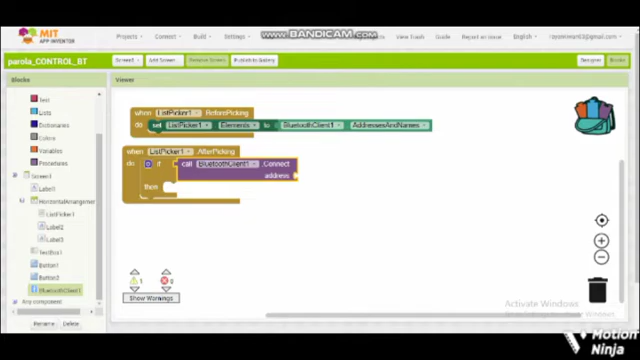 MIT
APP INVENTOR
Projects
Connect
Build
Settings
WWW.BANDICAM.COM
View Trash
Guide
Report an Issue
parola_CONTROL_BT
Screen1
Add Screen
Remove Screen
Publish to Gallery
Designer
Blocks
Blocks
Viewer
Text
Lists
Dictionaries
Colors
Variables
Procedures
Screen1
Label1
HorizontalArrangement
ListPicker1
Label2
Label3
TextBox1
Button1
Button2
BluetoothClient1
Any component
Rename
Delete
when ListPicker1 .BeforePicking
do set ListPicker1 . Elements to BluetoothClient1 . AddressesAndNames
when ListPicker1 .AfterPicking
do if call BluetoothClient1 .Connect
address
then
1
0
Show Warnings
Activate Windows
Motion
Ninja